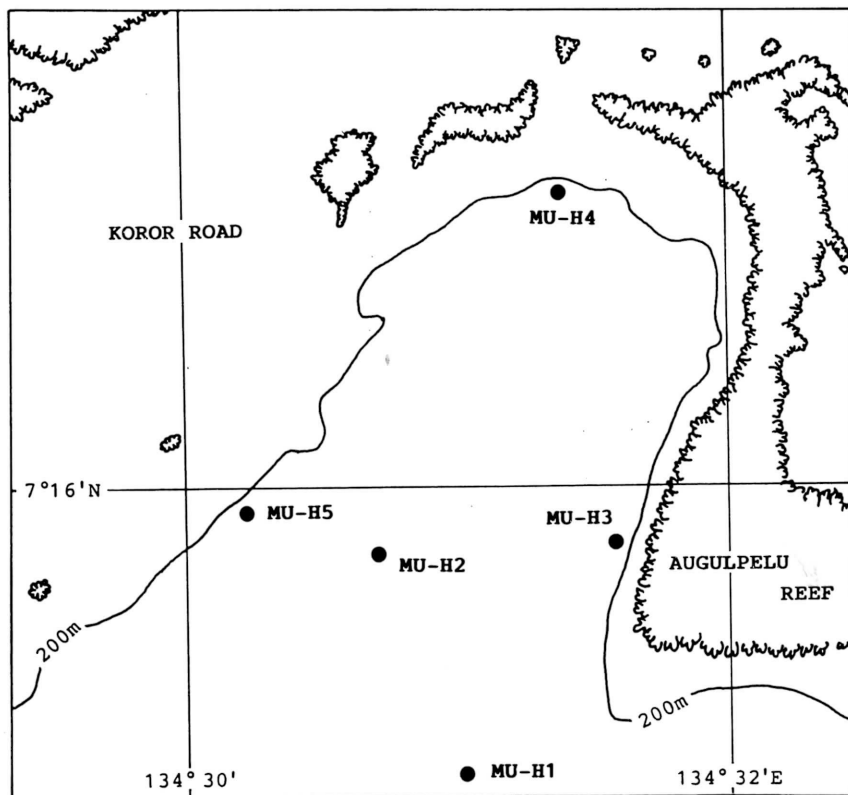 MU-H4
KOROR ROAD
7°16'N
MU-H5
MU-H3
MU-H2
AUGULPELU
REEF
200m
200m
134°30'
MU-H1
134°32'E